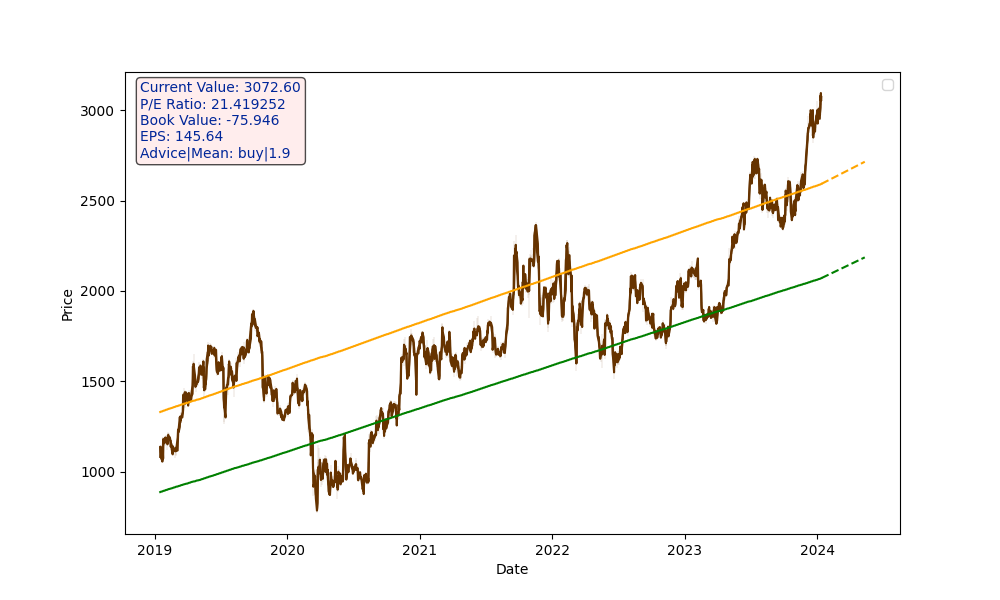 Current Value: 3072.60
P/E Ratio: 21.419252
Book Value: -75.946
EPS: 145.64
Advice|Mean: buy|1.9
3000
2500
2000
1500
1000
Price
2019 2020 2021 2022 2023 2024
Date